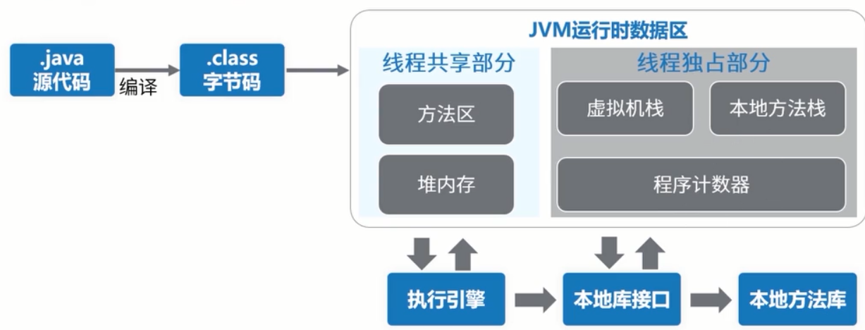 JVM运行时数据区
.java
源代码
编译
.class
字节码
线程共享部分
方法区
堆内存
线程独占部分
虚拟机栈
本地方法栈
程序计数器
执行引擎
本地库接口
本地方法库